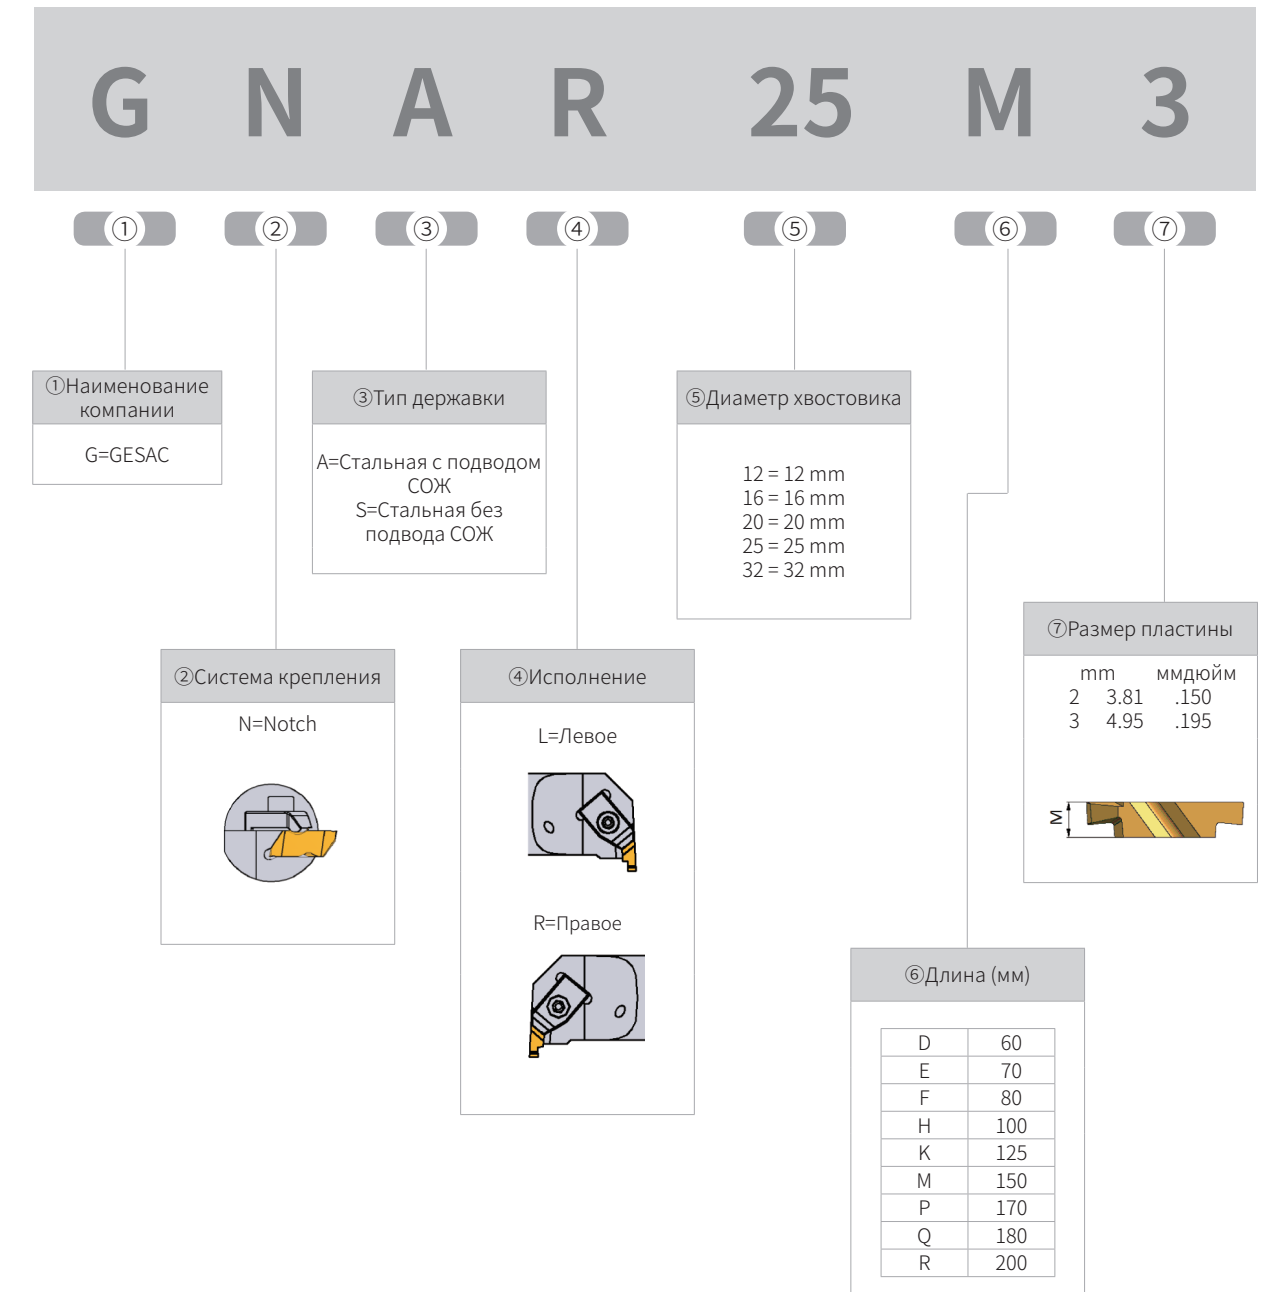 G N A R 25 M 3
① ② ③ ④ ⑤ ⑥ ⑦
①Наименование
компании
G=GESAC
③Тип державки
A=Стальная с подводом
СОЖ
S=Стальная без
подвода СОЖ
⑤Диаметр хвостовика
12 = 12 mm
16 = 16 mm
20 = 20 mm
25 = 25 mm
32 = 32 mm
②Система крепления
N=Notch
④Исполнение
L=Левое
R=Правое
⑦Размер пластины
mm ммдюйм
2 3.81 .150
3 4.95 .195
M
⑥Длина (мм)
D 60
E 70
F 80
H 100
K 125
M 150
P 170
Q 180
R 200